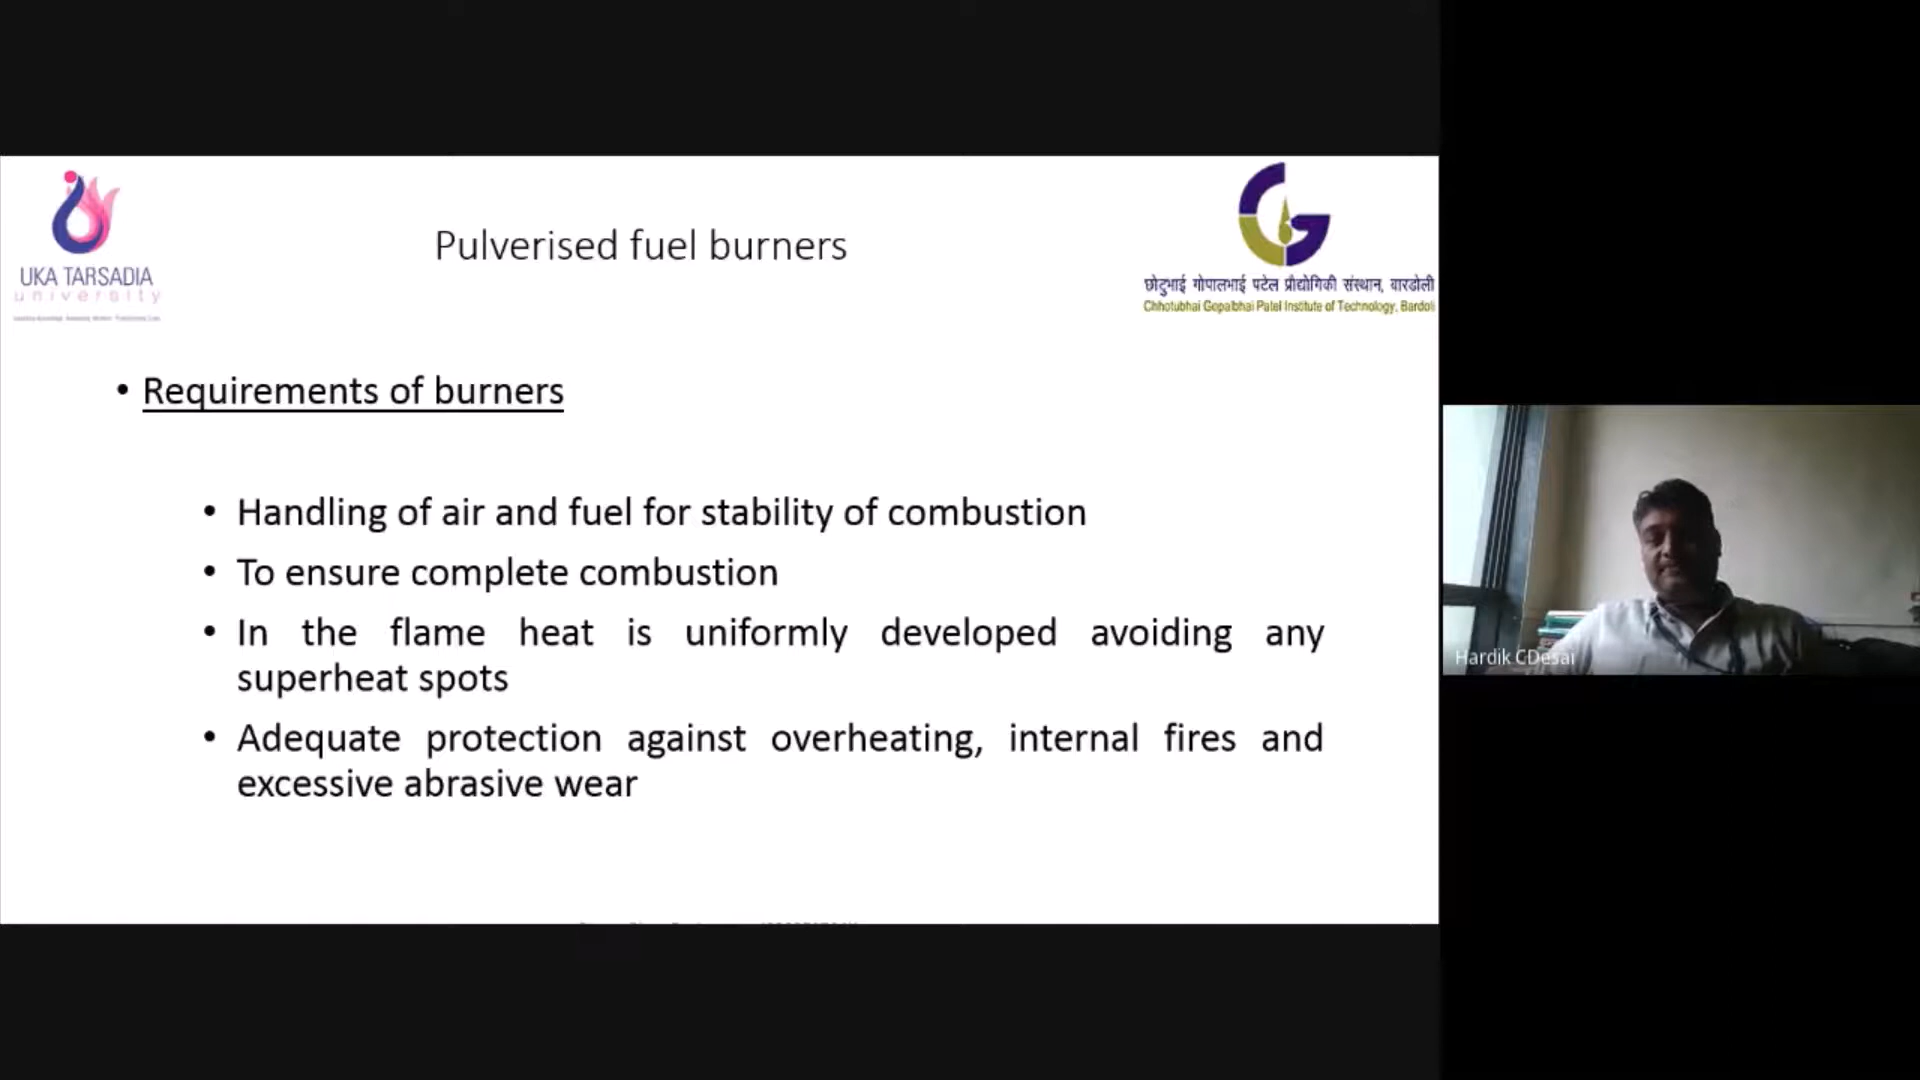 UKA TARSADIA
university
Pulverised fuel burners
छोटुभाई गोपालभाई पटेल प्रौद्योगिकी संस्थान, बारडोली
Chhotubhai Gopalbhai Patel Institute of Technology, Bardoli
• Requirements of burners
• Handling of air and fuel for stability of combustion
• To ensure complete combustion
• In the flame heat is uniformly developed avoiding any
superheat spots
• Adequate protection against overheating, internal fires and
excessive abrasive wear
Hardik CDesai